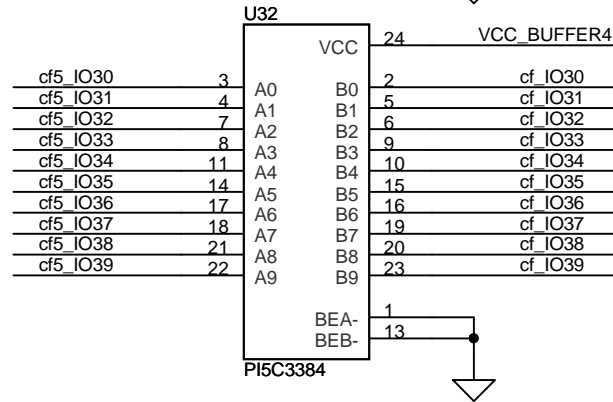 U32
VCC 24 VCC_BUFFER4
cf5_IO30 3 A0 B0 2 cf_IO30
cf5_IO31 4 A1 B1 5 cf_IO31
cf5_IO32 7 A2 B2 6 cf_IO32
cf5_IO33 8 A3 B3 9 cf_IO33
cf5_IO34 11 A4 B4 10 cf_IO34
cf5_IO35 14 A5 B5 15 cf_IO35
cf5_IO36 17 A6 B6 16 cf_IO36
cf5_IO37 18 A7 B7 19 cf_IO37
cf5_IO38 21 A8 B8 20 cf_IO38
cf5_IO39 22 A9 B9 23 cf_IO39
BEA- 1
BEB- 13
PI5C3384